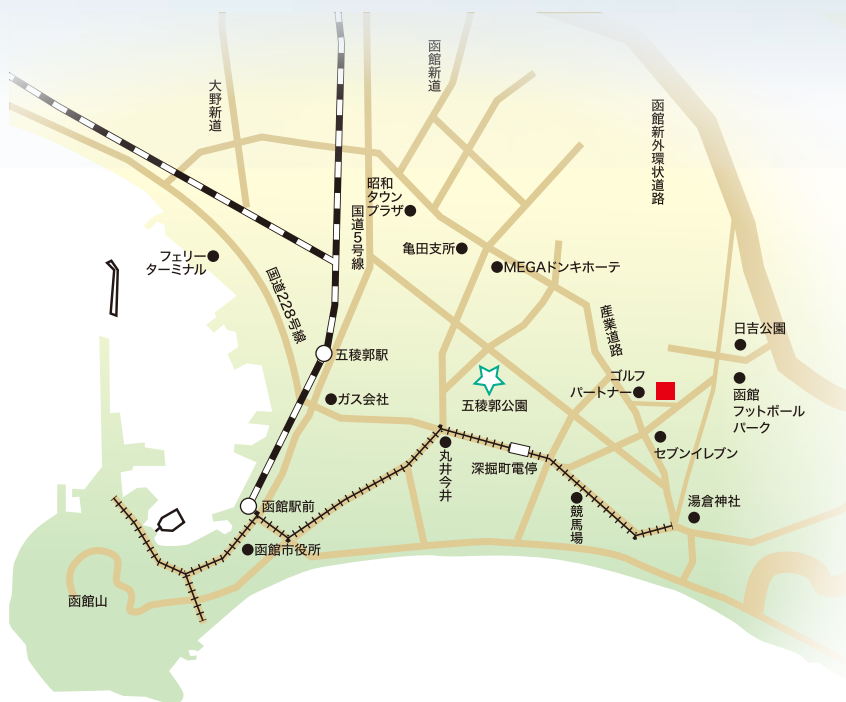 函館新道
大野新道
函館新外環状道路
昭和
タウン
プラザ
国道5号線
亀田支所
フェリー
ターミナル
MEGAドンキホーテ
国道228号線
産業道路
日吉公園
五稜郭駅
ゴルフ
パートナー
ガス会社
五稜郭公園
函館
フットボール
パーク
丸井今井
セブンイレブン
深掘町電停
函館駅前
競馬場
湯倉神社
函館市役所
函館山